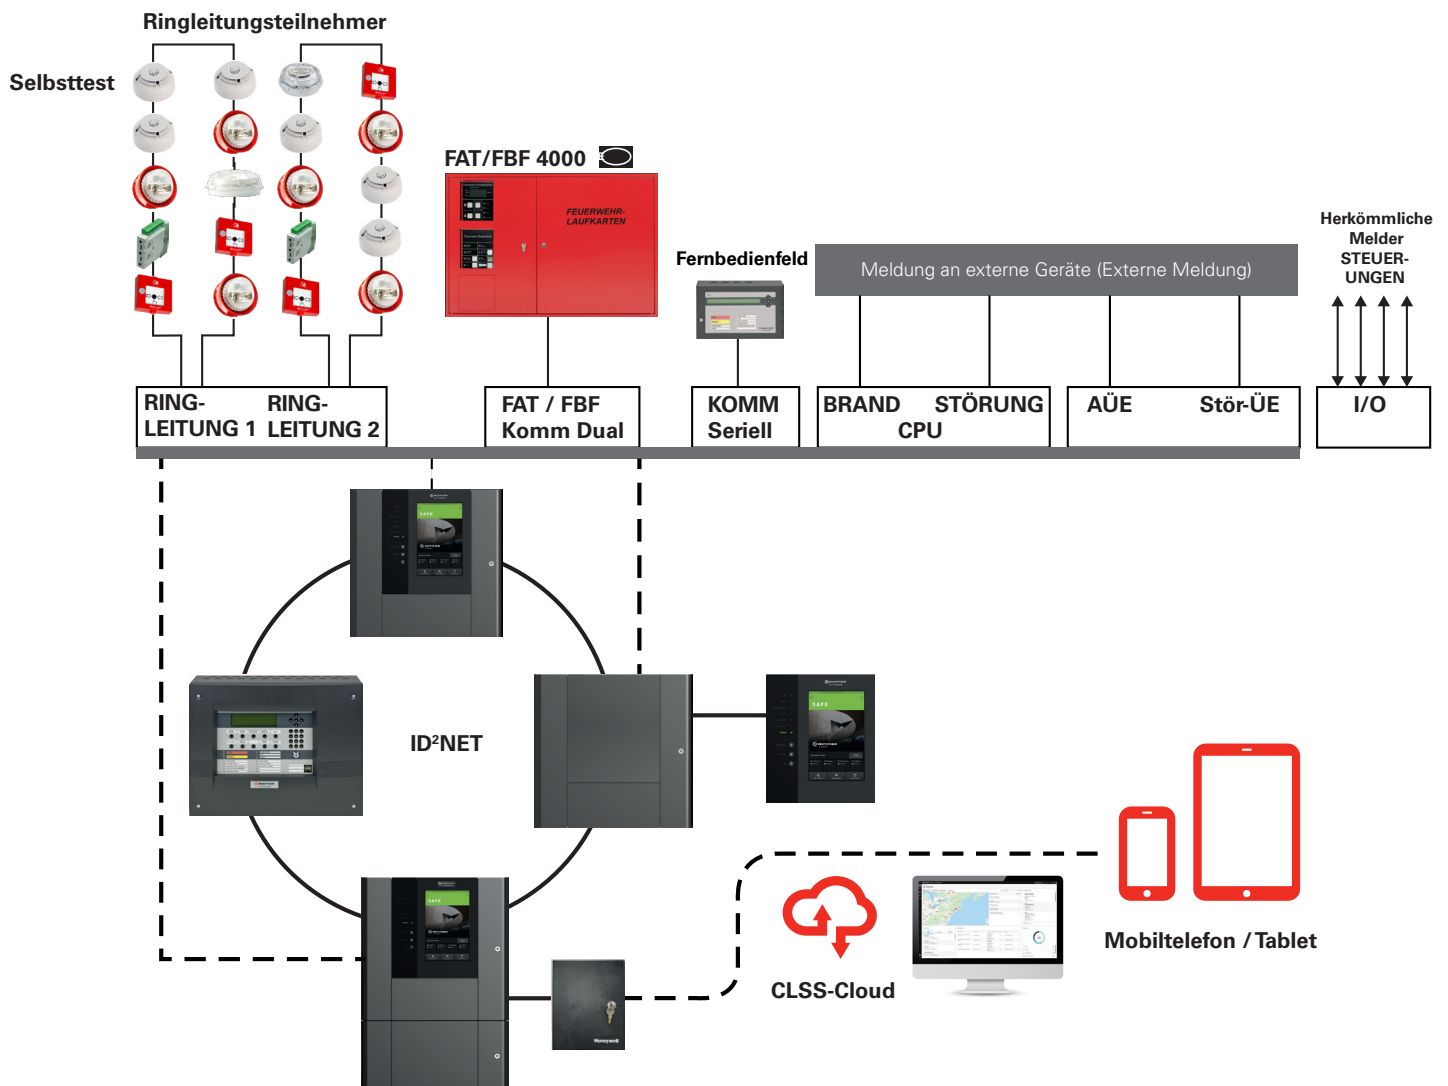 Ringleitungsteilnehmer
Selbsttest
FAT/FBF 4000
FEUERWEHR-
LAUFKARTEN
Fernbedienfeld
Meldung an externe Geräte (Externe Meldung)
Herkömmliche
Melder
STEUER-
UNGEN
RING-
LEITUNG 1
RING-
LEITUNG 2
FAT / FBF
Komm Dual
KOMM
Seriell
BRAND STÖRUNG
CPU
AÜE Stör-ÜE
I/O
SAFE
ID²NET
SAFE
SAFE
Honeywell
CLSS-Cloud
Mobiltelefon / Tablet